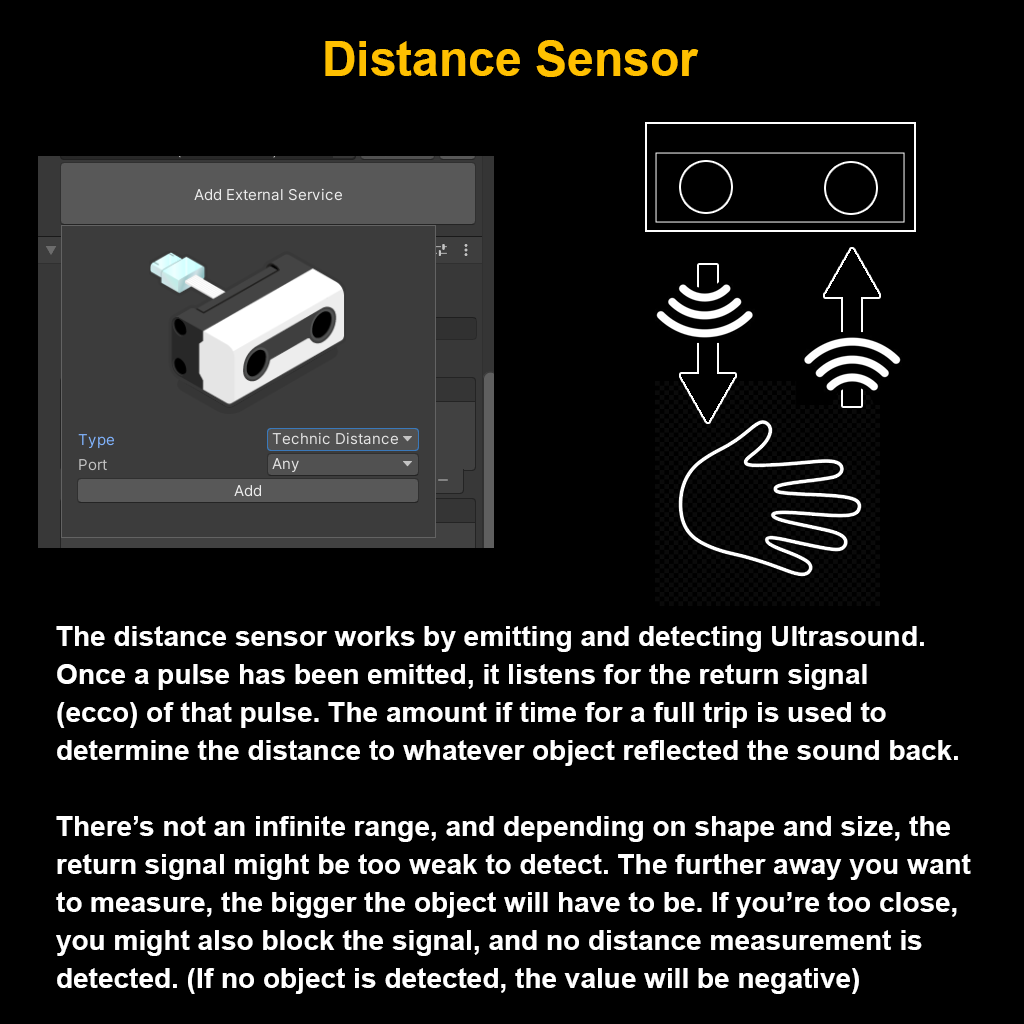 Distance Sensor
Add External Service
Type
Technic Distance
Port
Any
Add
The distance sensor works by emitting and detecting Ultrasound.
Once a pulse has been emitted, it listens for the return signal
(ecco) of that pulse. The amount if time for a full trip is used to
determine the distance to whatever object reflected the sound back.
There’s not an infinite range, and depending on shape and size, the
return signal might be too weak to detect. The further away you want
to measure, the bigger the object will have to be. If you’re too close,
you might also block the signal, and no distance measurement is
detected. (If no object is detected, the value will be negative)